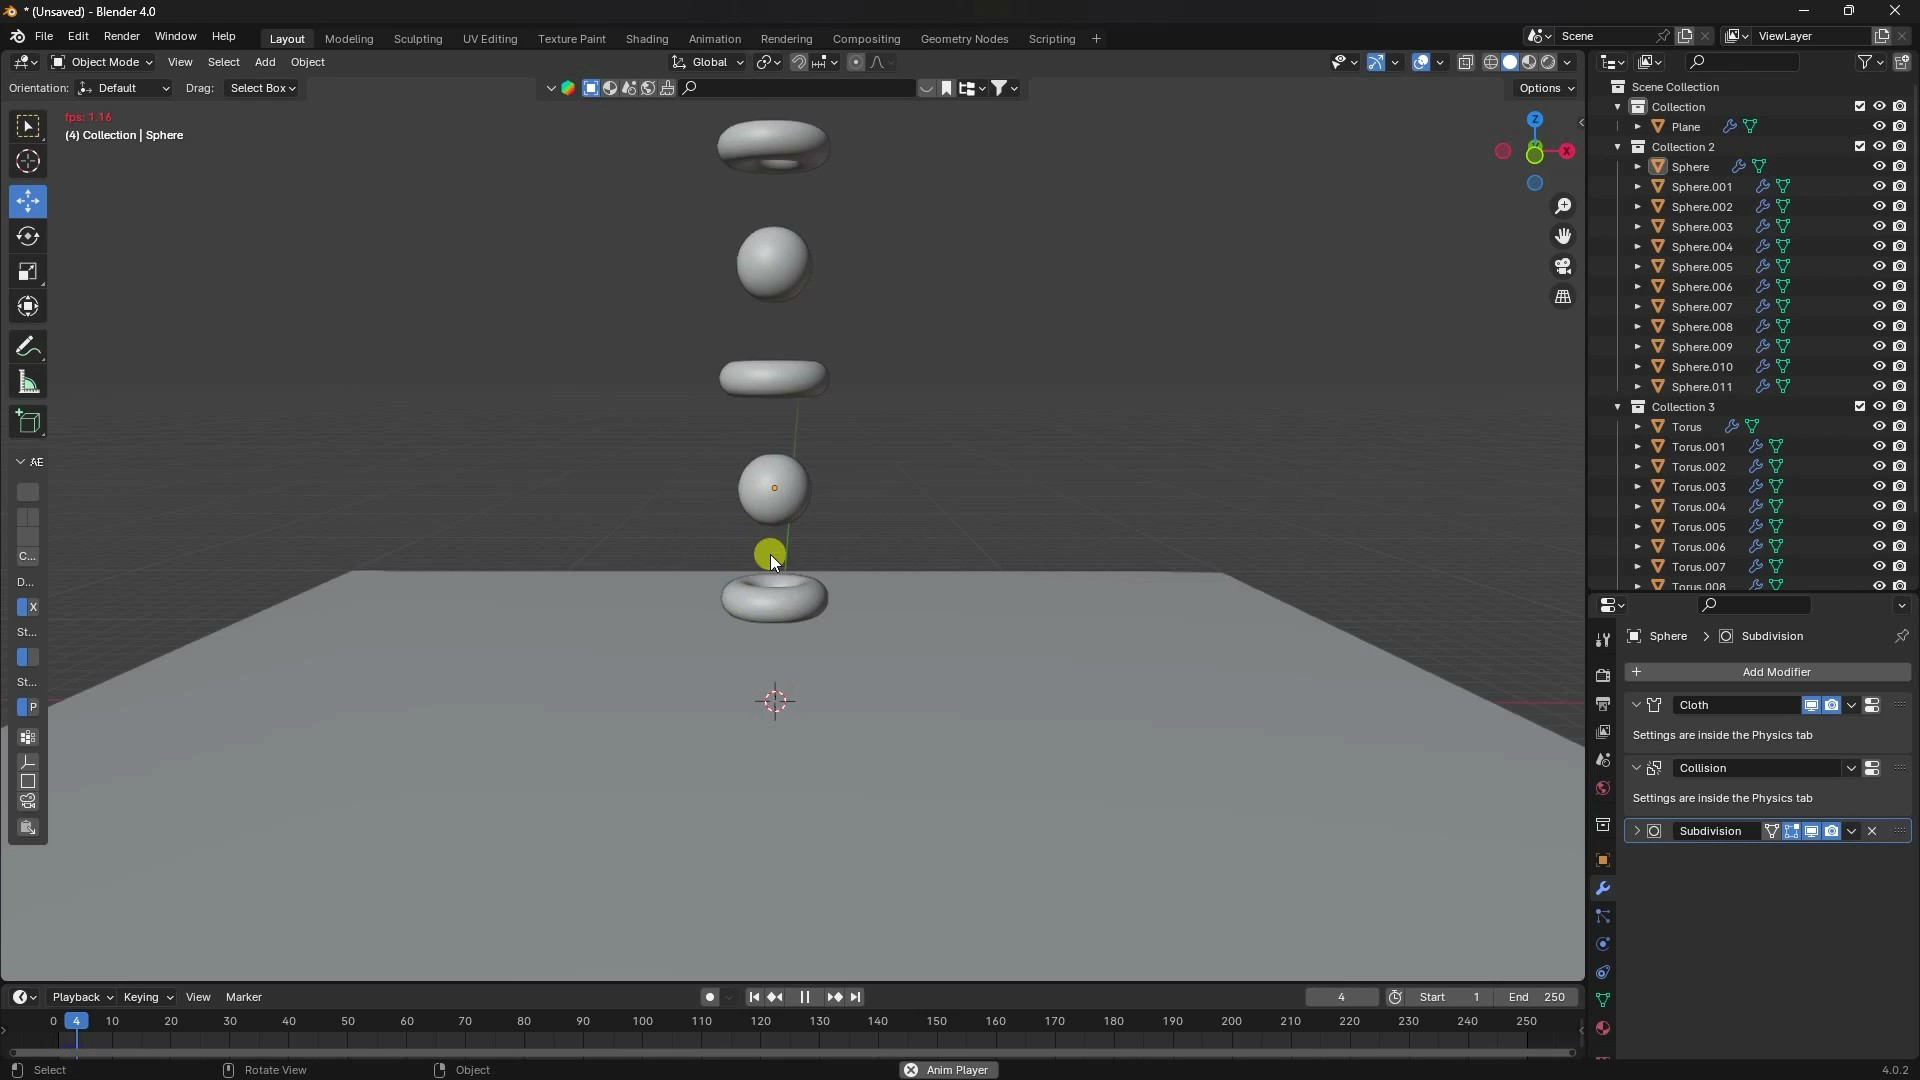 * (Unsaved) - Blender 4.0
File Edit Render Window Help
Layout Modeling Sculpting UV Editing Texture Paint Shading Animation Rendering Compositing Geometry Nodes Scripting +
Scene
ViewLayer
Object Mode View Select Add Object
Global
Orientation: Default Drag: Select Box
Options
fps: 1.16
(4) Collection | Sphere
Z
X
AE
C...
D...
X
St...
St...
P
Scene Collection
Collection
Plane
Collection 2
Sphere
Sphere.001
Sphere.002
Sphere.003
Sphere.004
Sphere.005
Sphere.006
Sphere.007
Sphere.008
Sphere.009
Sphere.010
Sphere.011
Collection 3
Torus
Torus.001
Torus.002
Torus.003
Torus.004
Torus.005
Torus.006
Torus.007
Torus.008
Sphere > Subdivision
+ Add Modifier
Cloth
Settings are inside the Physics tab
Collision
Settings are inside the Physics tab
Subdivision
Playback Keying View Marker
4
Start 1 End 250
0 4 10 20 30 40 50 60 70 80 90 100 110 120 130 140 150 160 170 180 190 200 210 220 230 240 250
Select Rotate View Object Anim Player 4.0.2